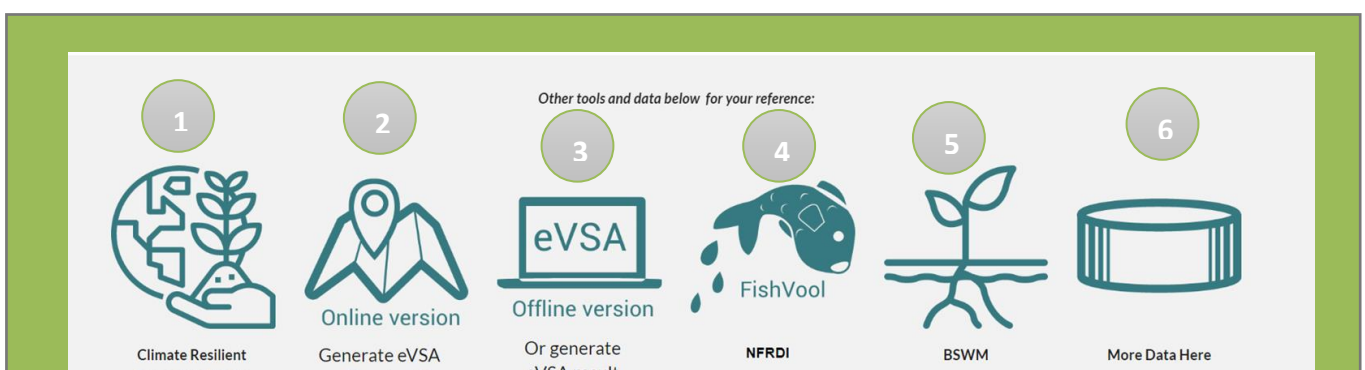 Other tools and data below for your reference:
1
2
3
4
5
6
eVSA
Online version
Offline version
FishVool
Climate Resilient
Generate eVSA
Or generate
NFRDI
BSWM
More Data Here